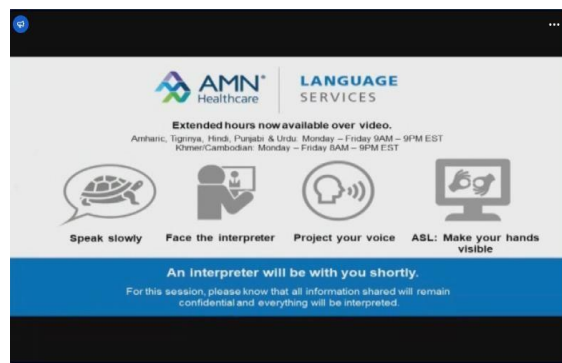 AMN
Healthcare
LANGUAGE
SERVICES
Extended hours now available over video.
Amharic, Tigrinya, Hindi, Punjabi & Urdu: Monday – Friday 9AM – 9PM EST
Khmer/Cambodian: Monday – Friday 8AM – 9PM EST
Speak slowly
Face the interpreter
Project your voice
ASL: Make your hands
visible
An interpreter will be with you shortly.
For this session, please know that all information shared will remain
confidential and everything will be interpreted.